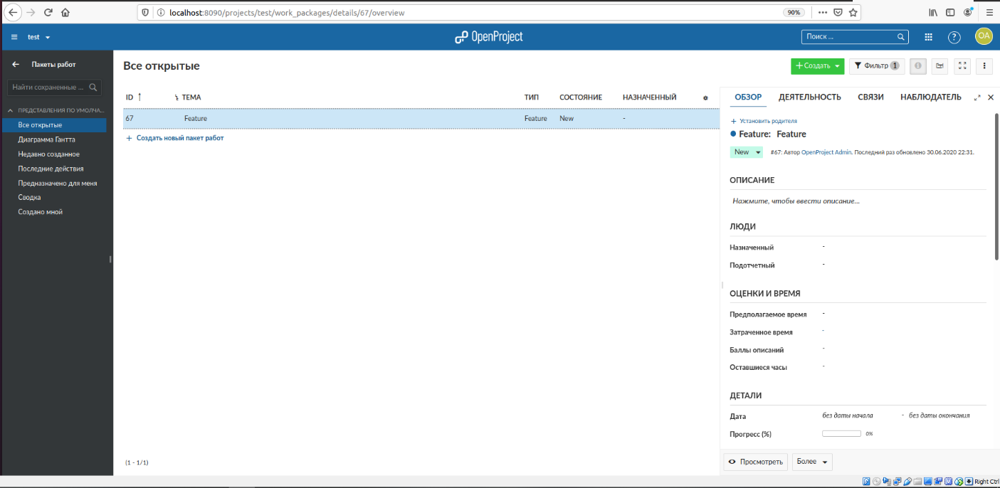 localhost:8090/projects/test/work_packages/details/67/overview 90%
test OpenProject Поиск ... ? OA
Пакеты работ
Найти сохраненные ...
ПРЕДСТАВЛЕНИЯ ПО УМОЛЧА...
Все открытые
Диаграмма Гантта
Недавно созданное
Последние действия
Предназначено для меня
Сводка
Создано мной
Все открытые
+ Создать Фильтр 1
ID ТЕМА ТИП СОСТОЯНИЕ НАЗНАЧЕННЫЙ
67 Feature Feature New -
+ Создать новый пакет работ
(1 - 1/1)
ОБЗОР ДЕЯТЕЛЬНОСТЬ СВЯЗИ НАБЛЮДАТЕЛЬ
+ Установить родителя
Feature: Feature
New #67: Автор OpenProject Admin. Последний раз обновлено 30.06.2020 22:31.
ОПИСАНИЕ
Нажмите, чтобы ввести описание...
ЛЮДИ
Назначенный -
Подотчетный -
ОЦЕНКИ И ВРЕМЯ
Предполагаемое время -
Затраченное время -
Баллы описаний -
Оставшиеся часы -
ДЕТАЛИ
Дата без даты начала - без даты окончания
Прогресс (%) 0%
Просмотреть Более
Right Ctrl